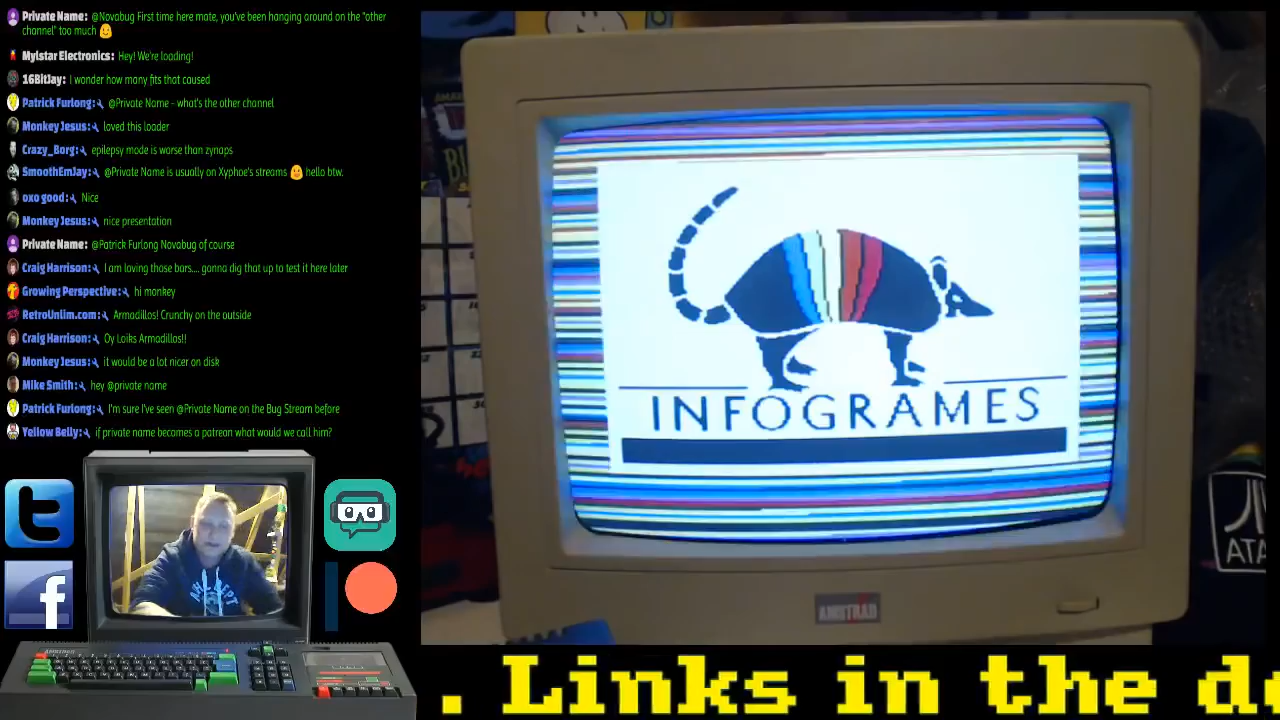 Private Name: @Novabug First time here mate, you've been hanging around on the "other
channel" too much
Mylstar Electronics: Hey! We're loading!
16BitJay: I wonder how many fits that caused
Patrick Furlong: @Private Name - what's the other channel
Monkey Jesus: loved this loader
Crazy_Borg: epilepsy mode is worse than zynaps
SmoothEmJay: @Private Name is usually on Xyphoe's streams hello btw.
oxo good: Nice
Monkey Jesus: nice presentation
Private Name: @Patrick Furlong Novabug of course
Craig Harrison: I am loving those bars.... gonna dig that up to test it here later
Growing Perspective: hi monkey
RetroUnlim.com: Armadillos! Crunchy on the outside
Craig Harrison: Oy Loiks Armadillos!!
Monkey Jesus: it would be a lot nicer on disk
Mike Smith: hey @private name
Patrick Furlong: I'm sure I've seen @Private Name on the Bug Stream before
Yellow Belly: if private name becomes a patreon what would we call him?
INFOGRAMES
AMSTRAD
AMSTRAD
. Links in the de